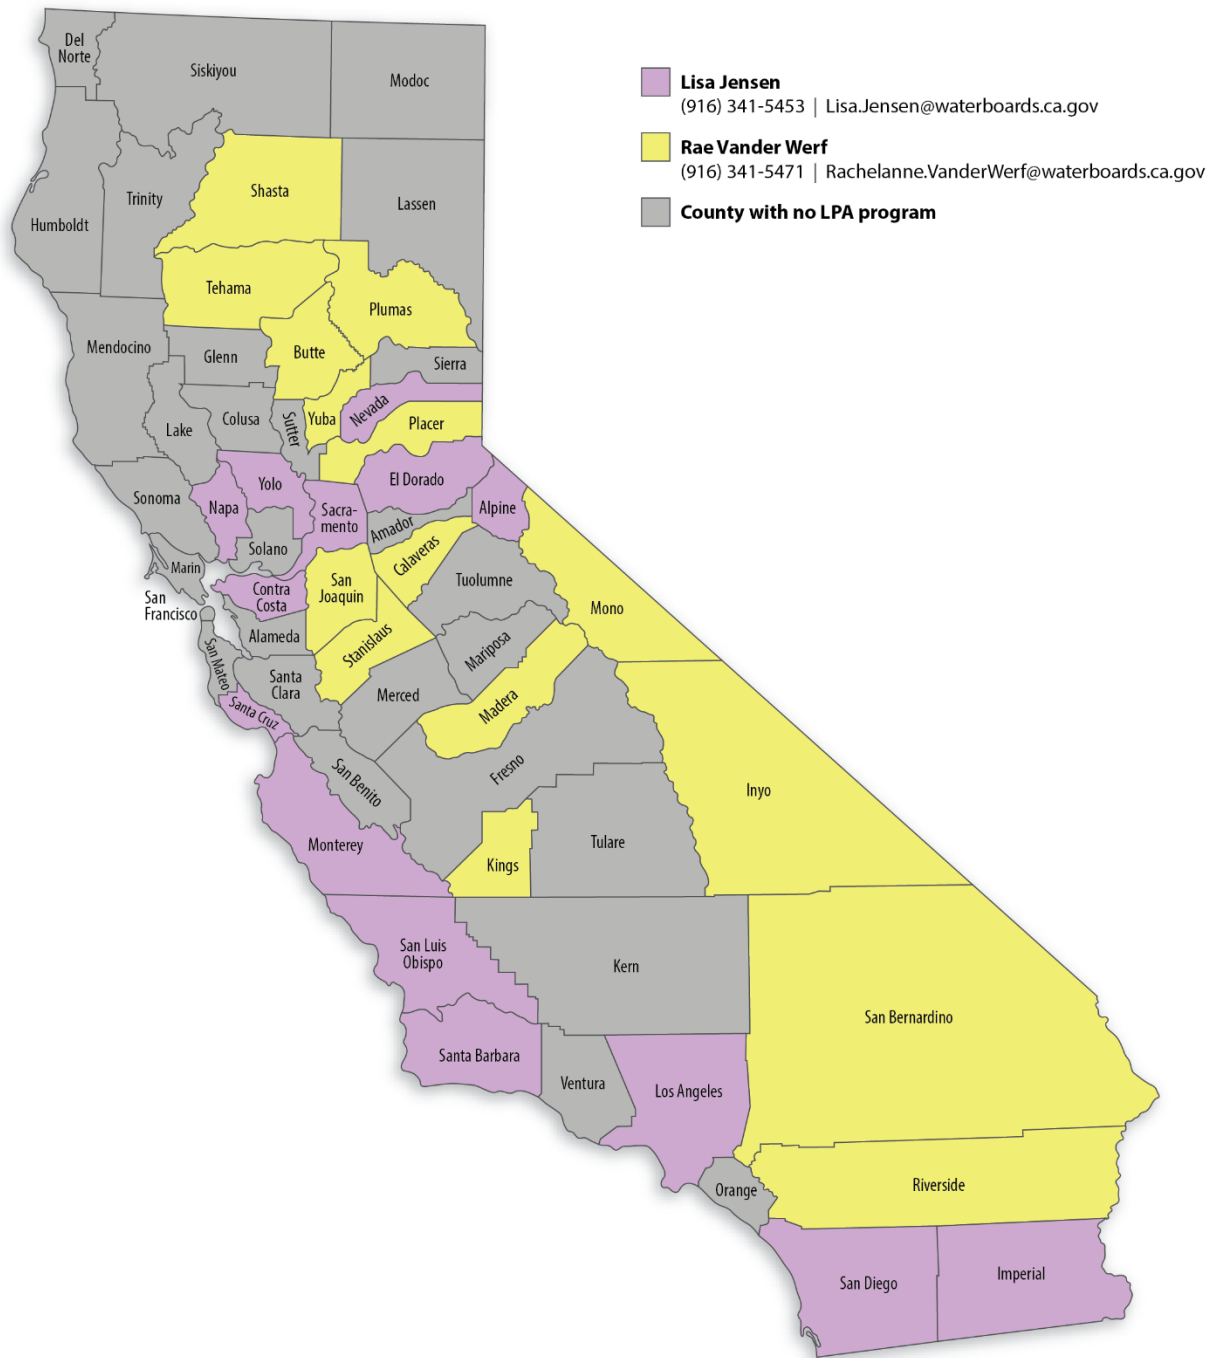 Del
Norte
Siskiyou
Modoc
Lisa Jensen
(916) 341-5453 | Lisa.Jensen@waterboards.ca.gov
Rae Vander Werf
(916) 341-5471 | Rachelanne.VanderWerf@waterboards.ca.gov
County with no LPA program
Shasta
Trinity
Lassen
Humboldt
Tehama
Plumas
Mendocino
Glenn
Butte
Sierra
Nevada
Lake
Colusa
Sutter
Yuba
Placer
El Dorado
Sonoma
Napa
Yolo
Sacra-
mento
Alpine
Amador
Solano
Calaveras
Marin
Contra
Costa
San
Joaquin
Tuolumne
San
Francisco
Mono
Alameda
Stanislaus
Mariposa
San Mateo
Santa
Clara
Merced
Madera
Santa Cruz
San Benito
Fresno
Inyo
Monterey
Kings
Tulare
San Luis
Obispo
Kern
San Bernardino
Santa Barbara
Ventura
Los Angeles
Orange
Riverside
San Diego
Imperial